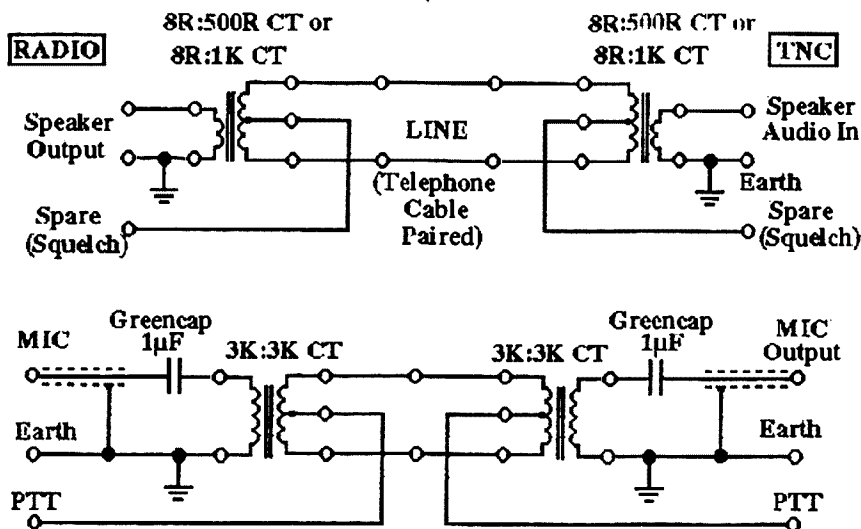 8R:500R CT or
8R:1K CT
8R:500R CT or
8R:1K CT
RADIO
TNC
Speaker
Output
LINE
Speaker
Audio In
(Telephone
Cable
Paired)
Earth
Spare
(Squelch)
Spare
(Squelch)
Greencap
1µF
Greencap
1µF
MIC
3K:3K CT
3K:3K CT
MIC
Output
Earth
Earth
PTT
PTT